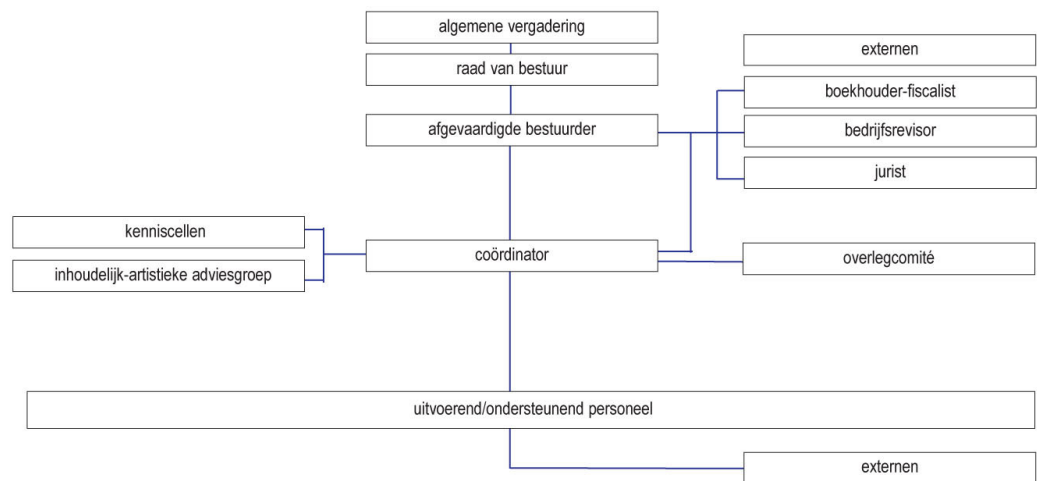 algemene vergadering
externen
raad van bestuur
boekhouder-fiscalist
afgevaardigde bestuurder
bedrijfsrevisor
jurist
kenniscellen
coördinator
overlegcomité
inhoudelijk-artistieke adviesgroep
uitvoerend/ondersteunend personeel
externen